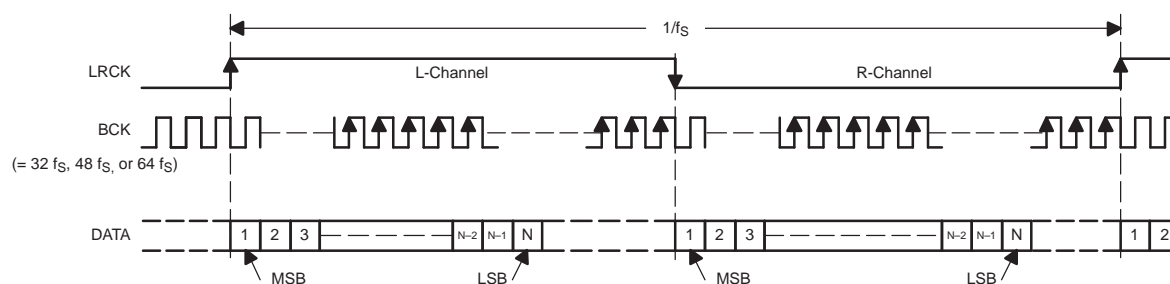 1/fS
LRCK
L-Channel
R-Channel
BCK
(= 32 fS, 48 fS, or 64 fS)
DATA
1 2 3 N–2 N–1 N 1 2 3 N–2 N–1 N 1 2
MSB LSB MSB LSB